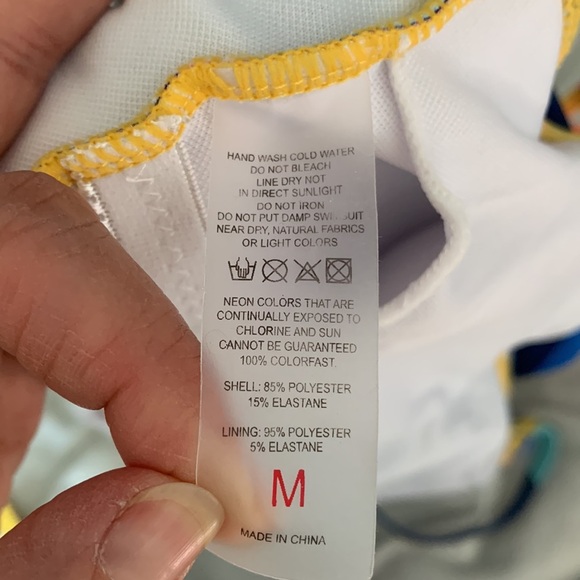 HAND WASH COLD WATER
DO NOT BLEACH
LINE DRY NOT
IN DIRECT SUNLIGHT
DO NOT IRON
DO NOT PUT DAMP
NEAR DRY, NATURAL FABRICS
OR LIGHT COLORS
NEON COLORS THAT ARE
CONTINUALLY EXPOSED TO
CHLORINE AND SUN
CANNOT BE GUARANTEED
100% COLORFAST.
SHELL: 85% POLYESTER
15% ELASTANE
LINING: 95% POLYESTER
5% ELASTANE
M
MADE IN CHINA